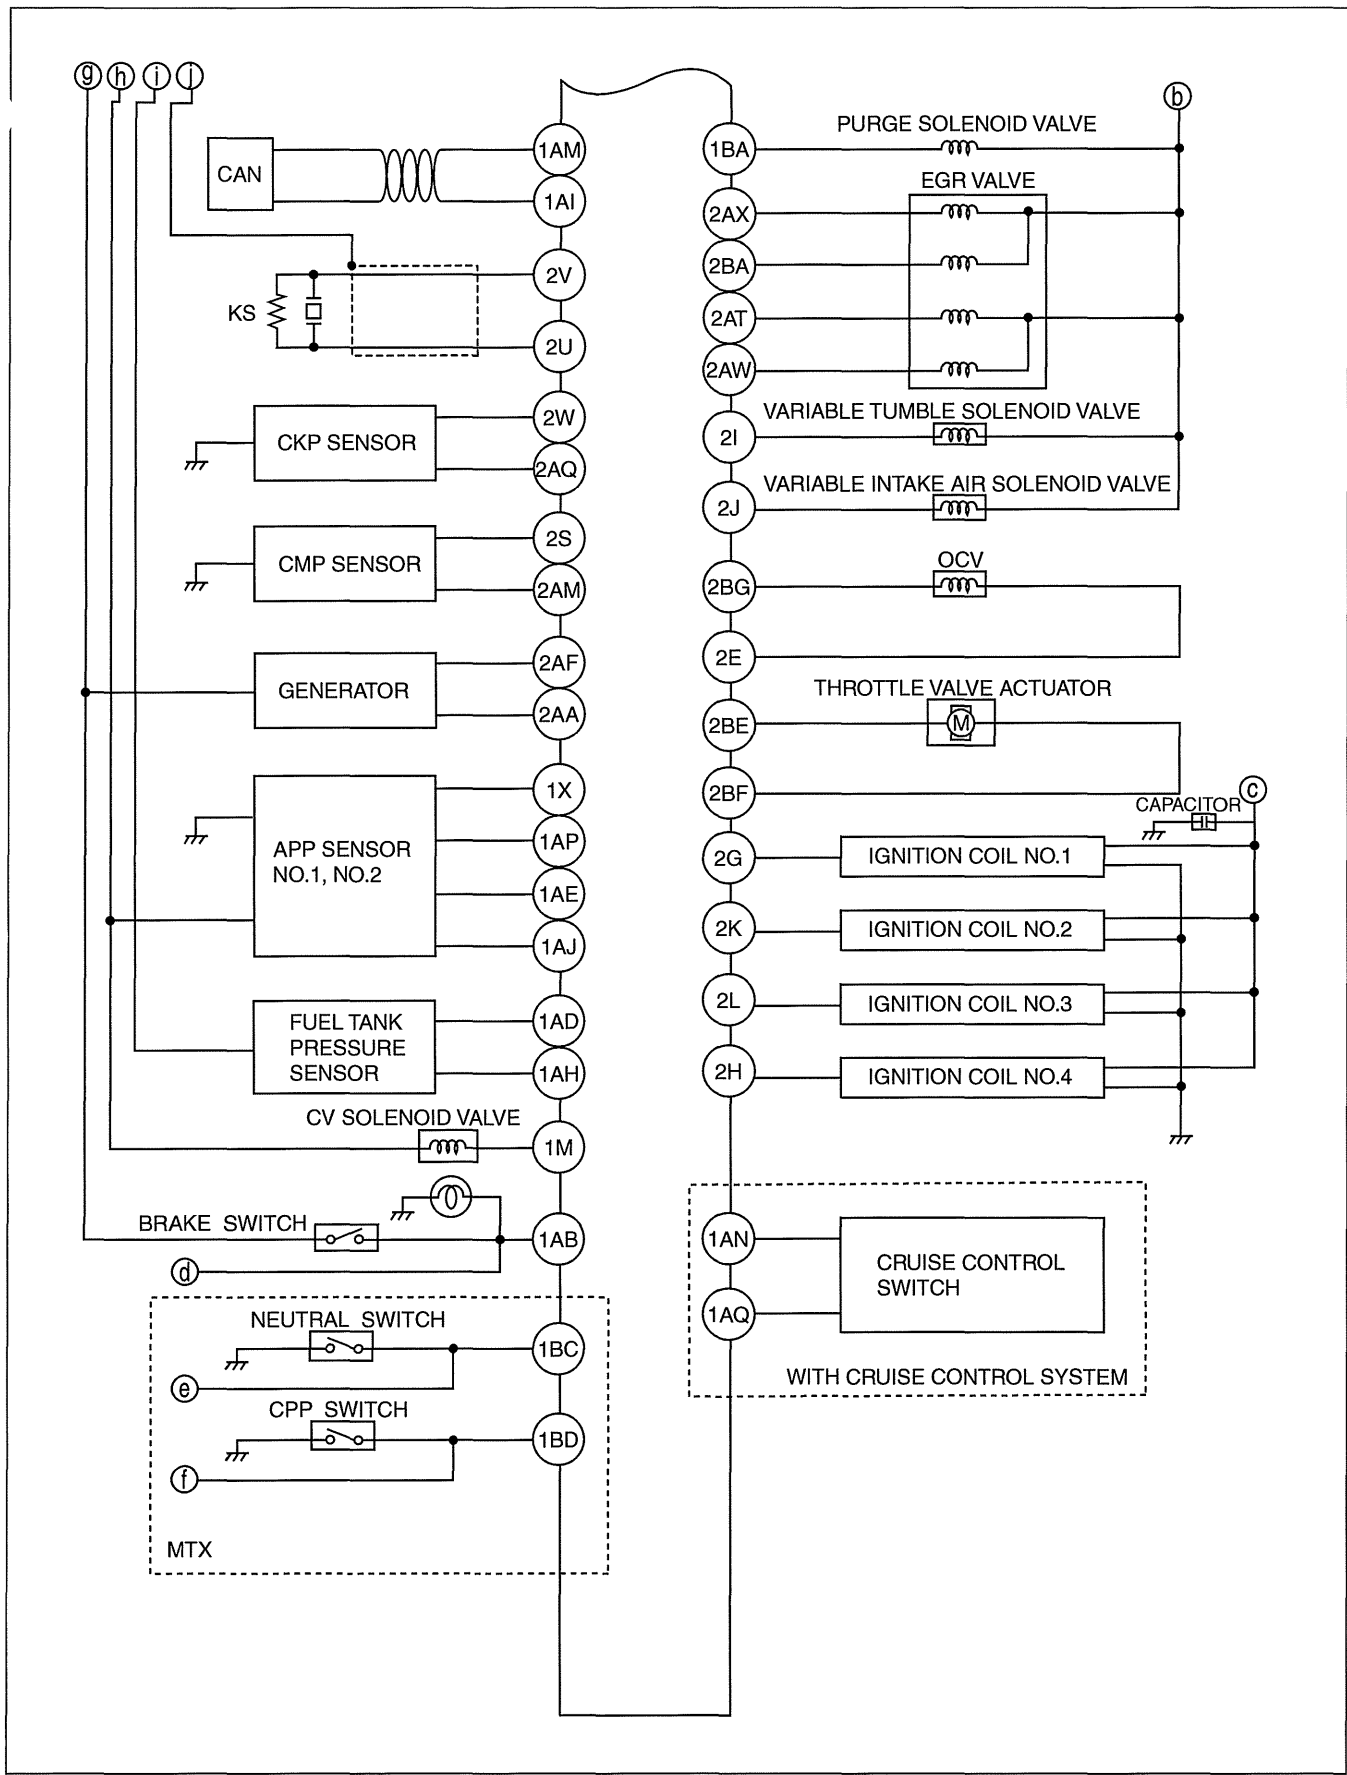 g h i j
b
CAN
1AM
1AI
KS
2V
2U
CKP SENSOR
2W
2AQ
CMP SENSOR
2S
2AM
GENERATOR
2AF
2AA
APP SENSOR
NO.1, NO.2
1X
1AP
1AE
1AJ
FUEL TANK
PRESSURE
SENSOR
1AD
1AH
CV SOLENOID VALVE
1M
BRAKE SWITCH
1AB
d
NEUTRAL SWITCH
1BC
e
CPP SWITCH
1BD
f
MTX
PURGE SOLENOID VALVE
1BA
EGR VALVE
2AX
2BA
2AT
2AW
VARIABLE TUMBLE SOLENOID VALVE
2I
VARIABLE INTAKE AIR SOLENOID VALVE
2J
OCV
2BG
2E
THROTTLE VALVE ACTUATOR
2BE
M
2BF
c
CAPACITOR
2G
IGNITION COIL NO.1
2K
IGNITION COIL NO.2
2L
IGNITION COIL NO.3
2H
IGNITION COIL NO.4
1AN
1AQ
CRUISE CONTROL
SWITCH
WITH CRUISE CONTROL SYSTEM